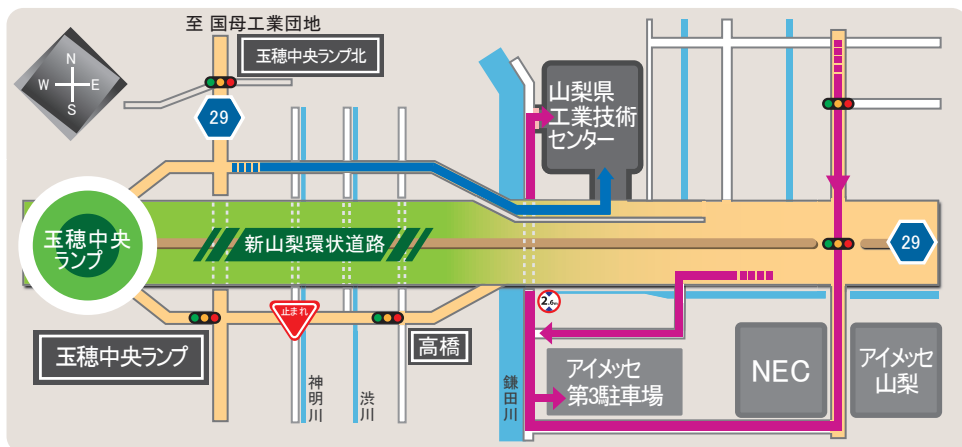 至 国母工業団地
玉穂中央ランプ北
N
W
E
S
29
山梨県
工業技術
センター
玉穂中央
ランプ
新山梨環状道路
29
止まれ
2.6m
玉穂中央ランプ
高橋
神明川
渋川
鎌田川
アイメッセ
第3駐車場
NEC
アイメッセ
山梨